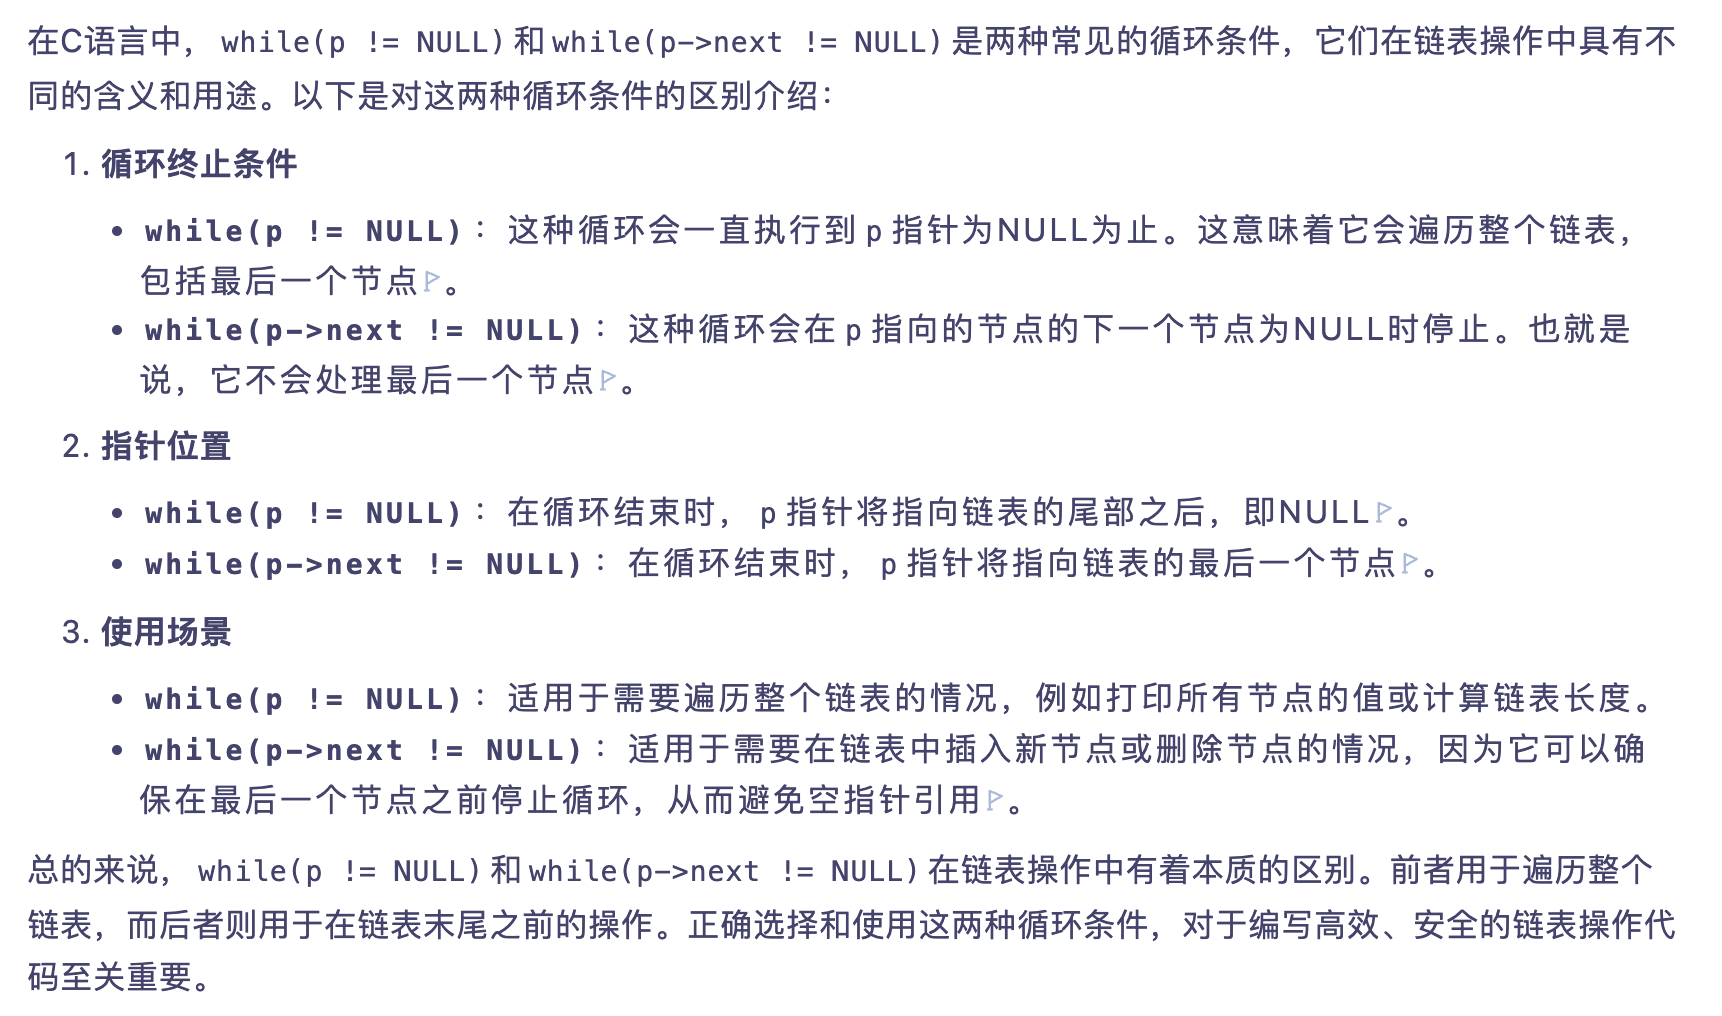 在C语言中，while(p != NULL)和while(p->next != NULL)是两种常见的循环条件，它们在链表操作中具有不
同的含义和用途。以下是对这两种循环条件的区别介绍：
1. 循环终止条件
• while(p != NULL)：这种循环会一直执行到p指针为NULL为止。这意味着它会遍历整个链表，
包括最后一个节点。
• while(p->next != NULL)：这种循环会在p指向的节点的下一个节点为NULL时停止。也就是
说，它不会处理最后一个节点。
2. 指针位置
• while(p != NULL)：在循环结束时，p指针将指向链表的尾部之后，即NULL。
• while(p->next != NULL)：在循环结束时，p指针将指向链表的最后一个节点。
3. 使用场景
• while(p != NULL)：适用于需要遍历整个链表的情况，例如打印所有节点的值或计算链表长度。
• while(p->next != NULL)：适用于需要在链表中插入新节点或删除节点的情况，因为它可以确
保在最后一个节点之前停止循环，从而避免空指针引用。
总的来说，while(p != NULL)和while(p->next != NULL)在链表操作中有着本质的区别。前者用于遍历整个
链表，而后者则用于在链表末尾之前的操作。正确选择和使用这两种循环条件，对于编写高效、安全的链表操作代
码至关重要。